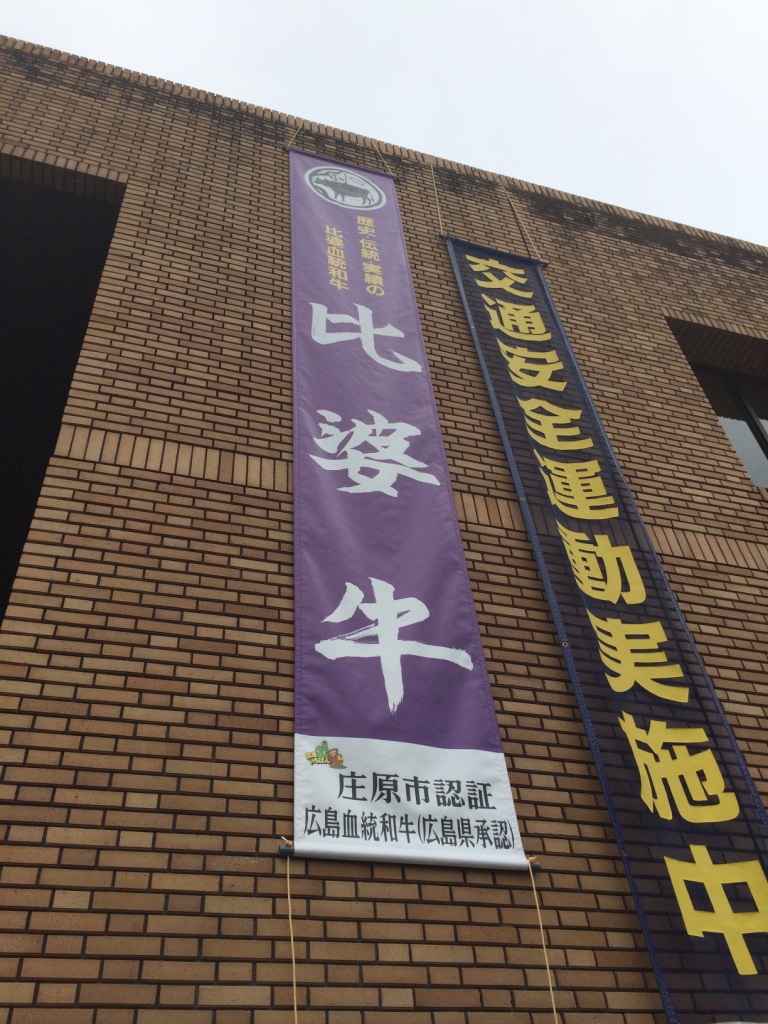 歴史・伝統・実績の
比婆血統和牛
比婆牛
庄原市認証
広島血統和牛(広島県承認)
交通安全運動実施中